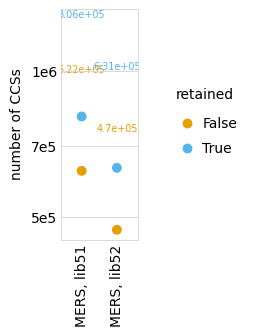 8.06e+05
6.31e+05
6.22e+05
4.7e+05
1e6
7e5
5e5
number of CCSs
MERS, lib51
MERS, lib52
retained
False
True